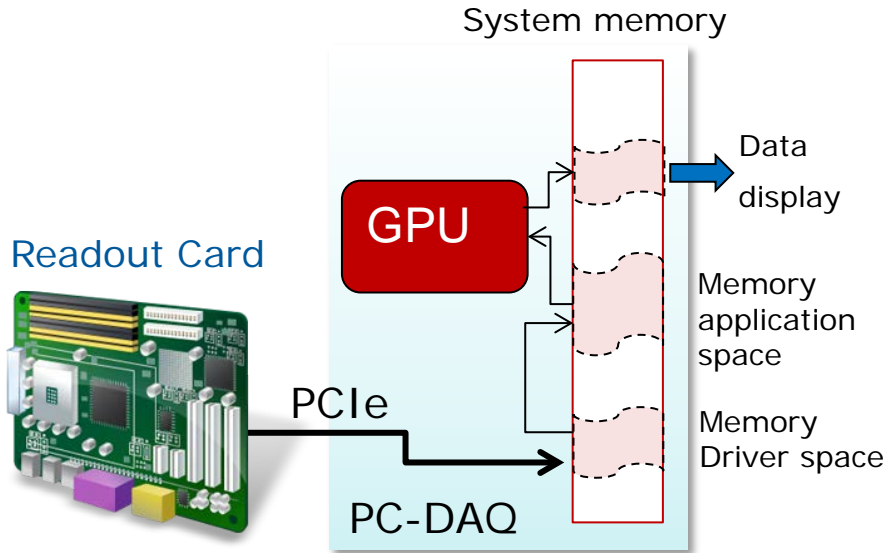 System memory
Data
display
GPU
Readout Card
Memory
application
space
PCIe
Memory
Driver space
PC-DAQ